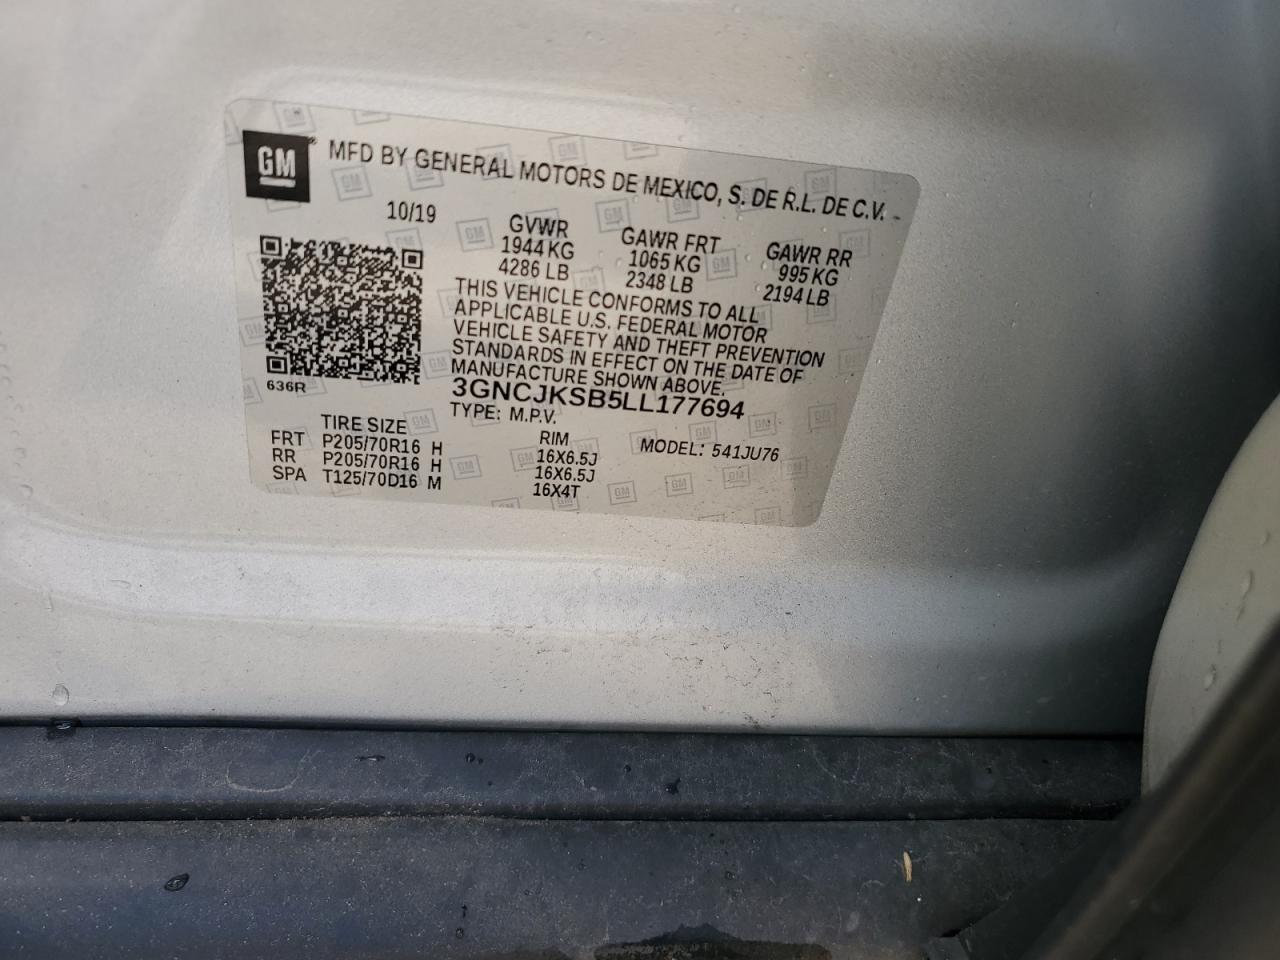 GM MFD BY GENERAL MOTORS DE MEXICO, S. DE R.L. DE C.V.
10/19
GVWR GAWR FRT GAWR RR
1944 KG 1065 KG 995 KG
4286 LB 2348 LB 2194 LB
THIS VEHICLE CONFORMS TO ALL
APPLICABLE U.S. FEDERAL MOTOR
VEHICLE SAFETY AND THEFT PREVENTION
STANDARDS IN EFFECT ON THE DATE OF
MANUFACTURE SHOWN ABOVE.
636R
3GNCJKSB5LL177694
TYPE: M.P.V.
MODEL: 541JU76
TIRE SIZE RIM
FRT P205/70R16 H 16X6.5J
RR P205/70R16 H 16X6.5J
SPA T125/70D16 M 16X4T